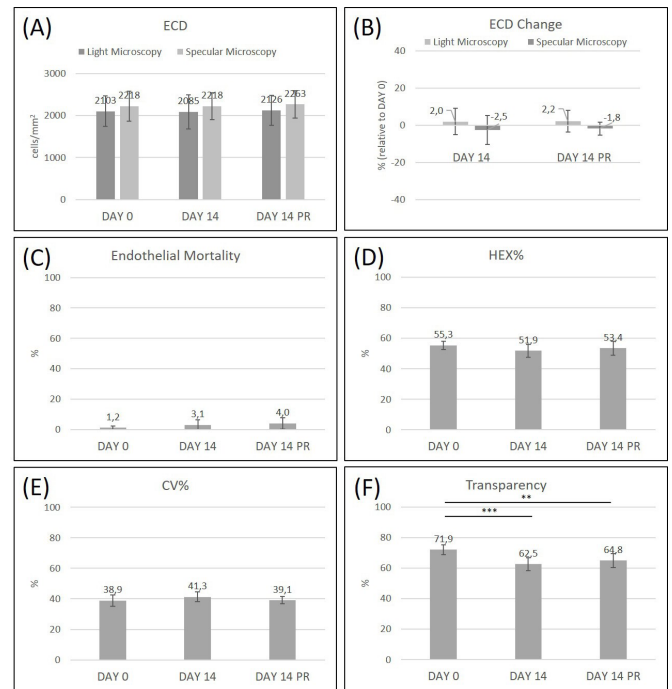 (A)
ECD
Light Microscopy Specular Microscopy
3000
2000
1000
0
cells/mm²
2103 2218 2085 2218 2126 2263
DAY 0 DAY 14 DAY 14 PR
(B)
ECD Change
Light Microscopy Specular Microscopy
40
20
0
-20
-40
% (relative to DAY 0)
2,0 -2,5 2,2 -1,8
DAY 14 DAY 14 PR
(C)
Endothelial Mortality
100
80
60
40
20
0
%
1,2 3,1 4,0
DAY 0 DAY 14 DAY 14 PR
(D)
HEX%
100
80
60
40
20
0
%
55,3 51,9 53,4
DAY 0 DAY 14 DAY 14 PR
(E)
CV%
100
80
60
40
20
0
%
38,9 41,3 39,1
DAY 0 DAY 14 DAY 14 PR
(F)
Transparency
**
***
100
80
60
40
20
0
%
71,9 62,5 64,8
DAY 0 DAY 14 DAY 14 PR